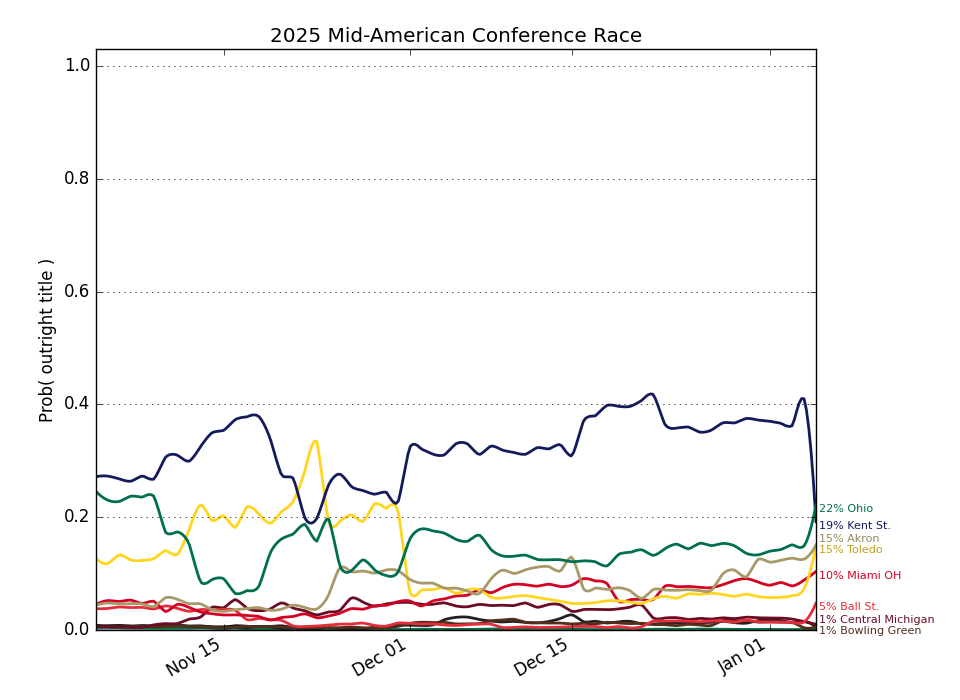 2025 Mid-American Conference Race
Prob( outright title )
1.0
0.8
0.6
0.4
0.2
0.0
22% Ohio
19% Kent St.
15% Akron
15% Toledo
10% Miami OH
5% Ball St.
1% Central Michigan
1% Bowling Green
Nov 15
Dec 01
Dec 15
Jan 01